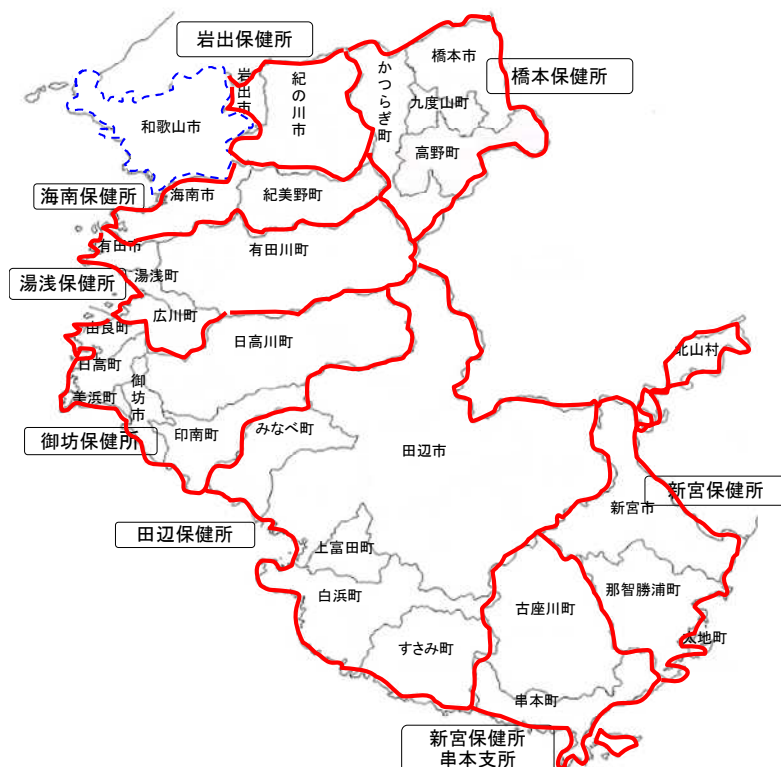 岩出保健所
橋本市
岩出市
紀の川市
かつらぎ町
橋本保健所
九度山町
和歌山市
高野町
海南保健所
海南市
紀美野町
有田市
有田川町
湯浅町
湯浅保健所
広川町
由良町
日高川町
北山村
日高町
御坊市
美浜町
印南町
みなべ町
御坊保健所
田辺市
新宮保健所
新宮市
田辺保健所
上富田町
白浜町
古座川町
那智勝浦町
太地町
すさみ町
串本町
新宮保健所
串本支所